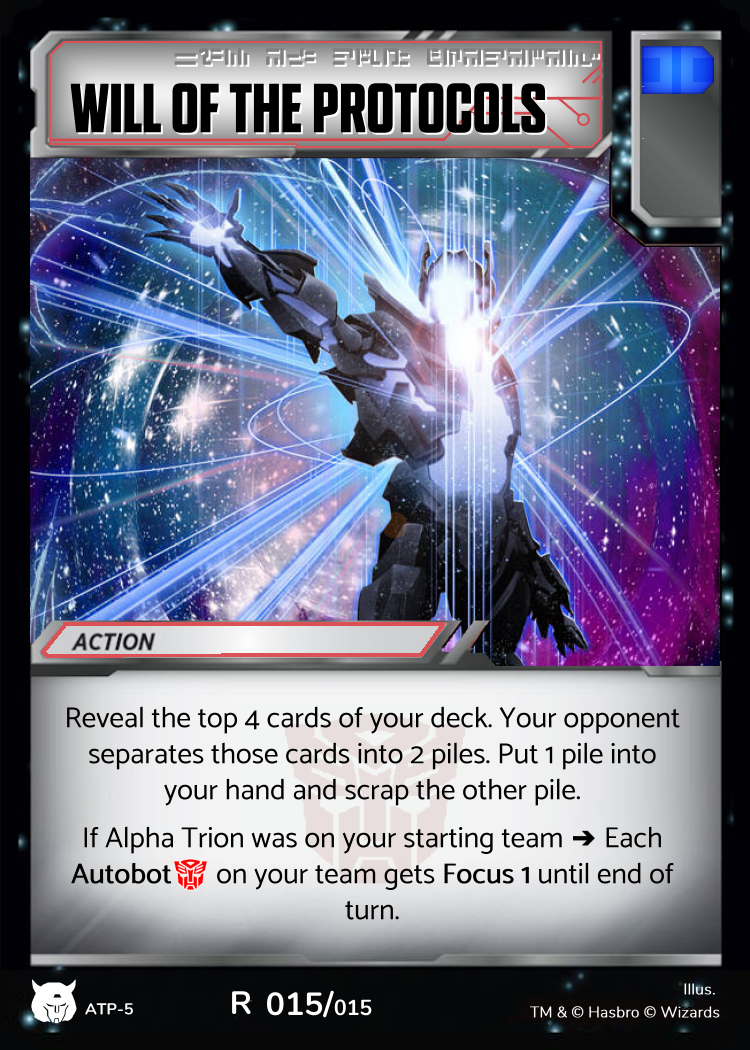 WILL OF THE PROTOCOLS
ACTION
Reveal the top 4 cards of your deck. Your opponent
separates those cards into 2 piles. Put 1 pile into
your hand and scrap the other pile.
If Alpha Trion was on your starting team ➔ Each
Autobot on your team gets Focus 1 until end of
turn.
ATP-5
R 015/015
Illus.
TM & © Hasbro © Wizards